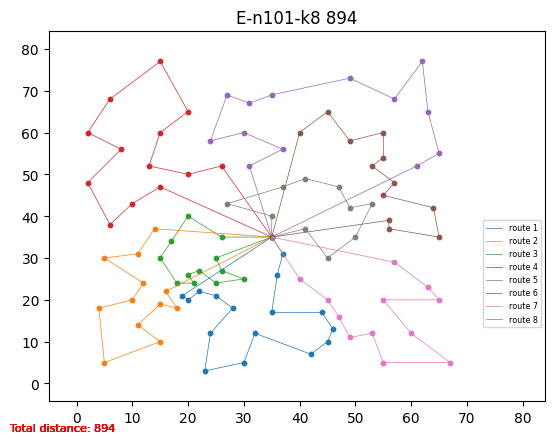 E-n101-k8 894
80
70
60
50
40
30
20
10
0
route 1
route 2
route 3
route 4
route 5
route 6
route 7
route 8
0 10 20 30 40 50 60 70 80
Total distance: 894